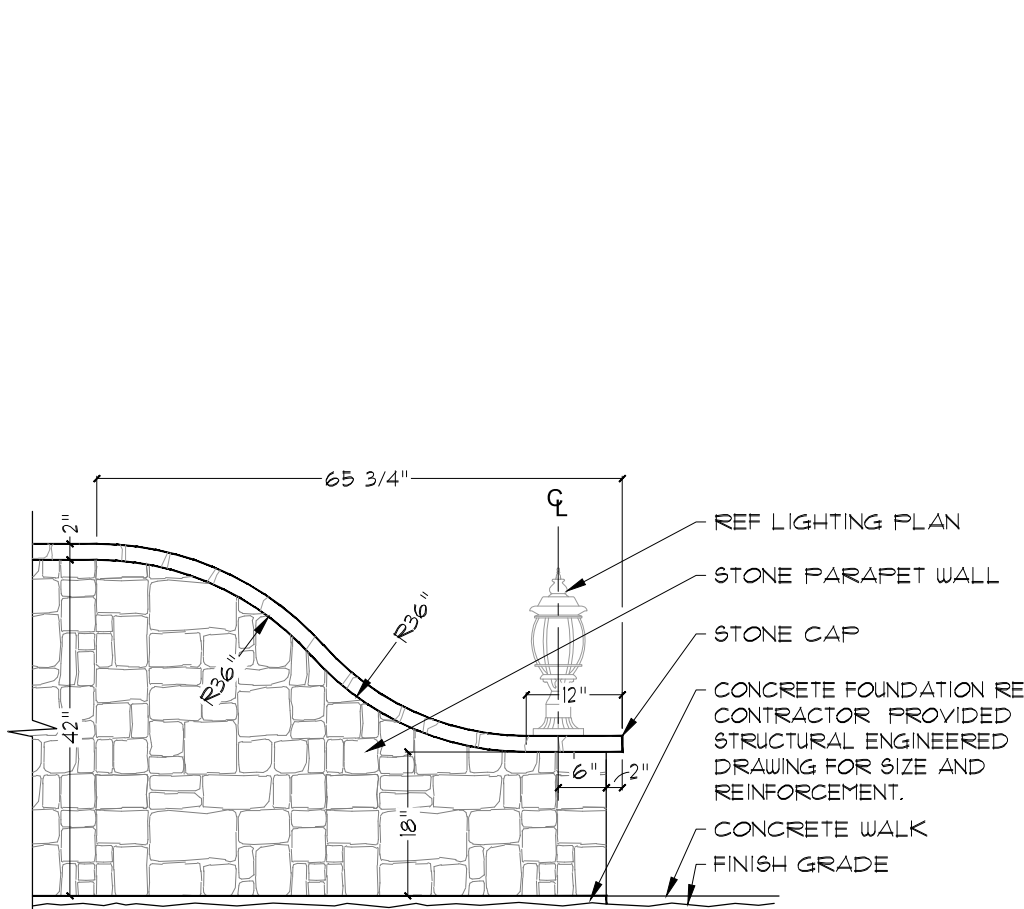 65 3/4"
CL
2"
REF LIGHTING PLAN
STONE PARAPET WALL
R36"
STONE CAP
R36"
12"
CONCRETE FOUNDATION RE
CONTRACTOR PROVIDED
STRUCTURAL ENGINEERED
DRAWING FOR SIZE AND
REINFORCEMENT.
42"
6"
2"
18"
CONCRETE WALK
FINISH GRADE